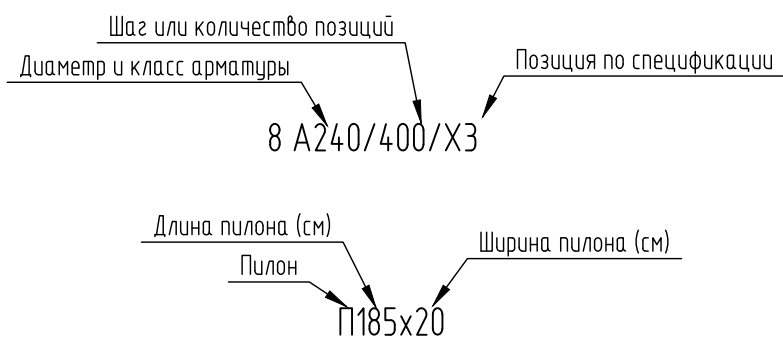 Шаг или количество позиций
Диаметр и класс арматуры
Позиция по спецификации
8 А240/400/Х3
Длина пилона (см)
Ширина пилона (см)
Пилон
П185х20